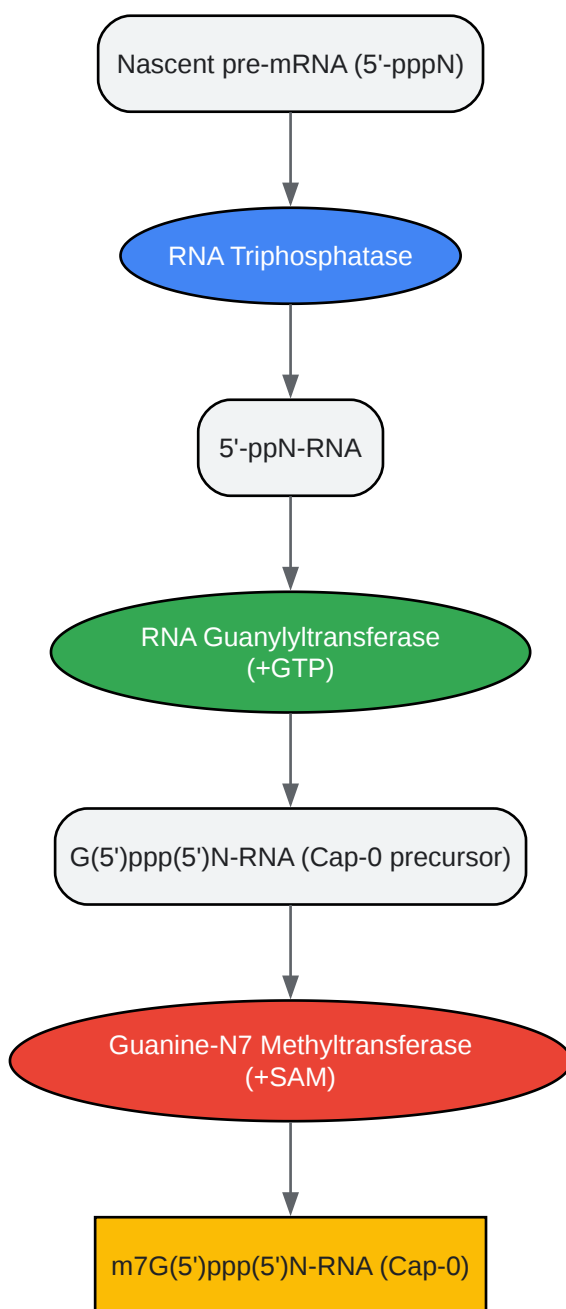 Nascent pre-mRNA (5'-pppN)
RNA Triphosphatase
5'-ppN-RNA
RNA Guanylyltransferase
(+GTP)
G(5')ppp(5')N-RNA (Cap-0 precursor)
Guanine-N7 Methyltransferase
(+SAM)
m7G(5')ppp(5')N-RNA (Cap-0)